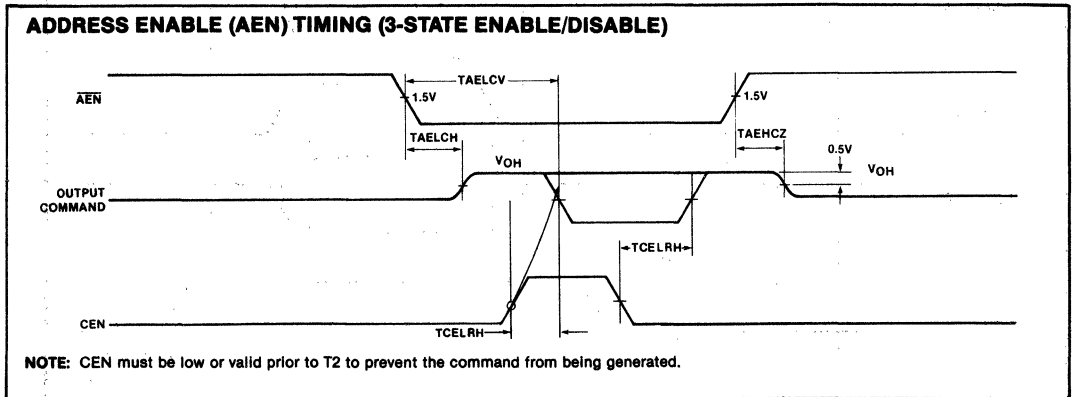 ADDRESS ENABLE (AEN) TIMING (3-STATE ENABLE/DISABLE)
TAELCV
AEN
1.5V
1.5V
TAELCH
TAEHCZ
0.5V
VOH
VOH
OUTPUT
COMMAND
TCELRH
CEN
TCELRH
NOTE: CEN must be low or valid prior to T2 to prevent the command from being generated.